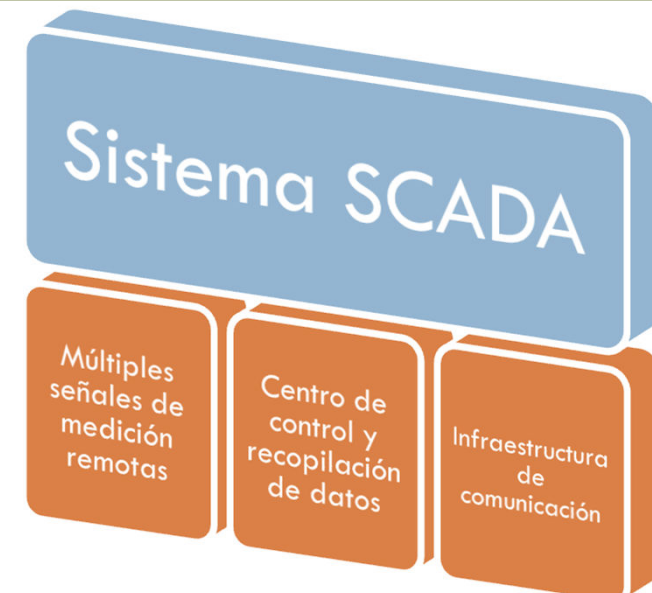 Sistema SCADA
Múltiples
señales de
medición
remotas
Centro de
control y
recopilación
de datos
Infraestructura
de
comunicación